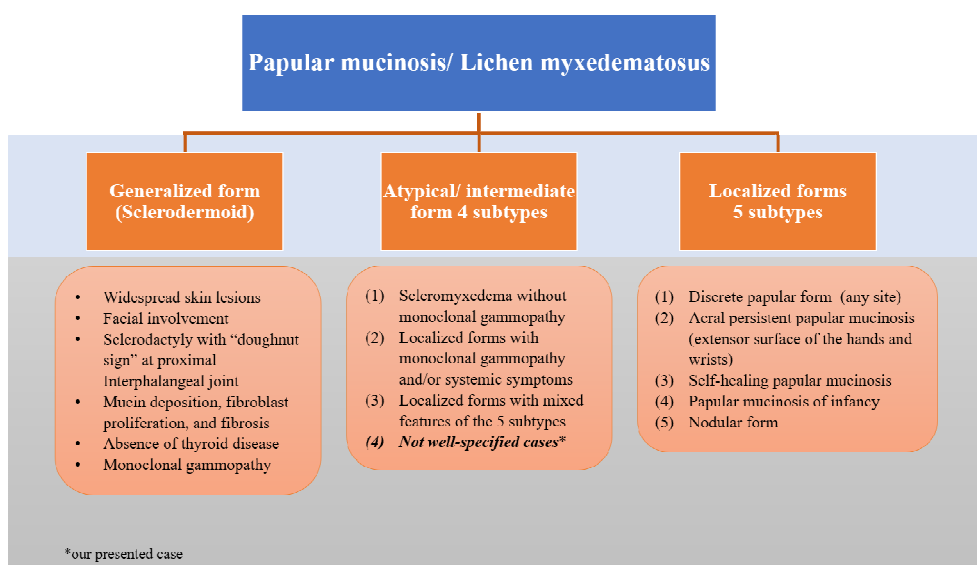 Papular mucinosis/ Lichen myxedematosus
Generalized form
(Sclerodermoid)
• Widespread skin lesions
• Facial involvement
• Sclerodactyly with “doughnut
sign” at proximal
Interphalangeal joint
• Mucin deposition, fibroblast
proliferation, and fibrosis
• Absence of thyroid disease
• Monoclonal gammopathy
Atypical/ intermediate
form 4 subtypes
(1) Scleromyxedema without
monoclonal gammopathy
(2) Localized forms with
monoclonal gammopathy
and/or systemic symptoms
(3) Localized forms with mixed
features of the 5 subtypes
(4) Not well-specified cases*
Localized forms
5 subtypes
(1) Discrete papular form (any site)
(2) Acral persistent papular mucinosis
(extensor surface of the hands and
wrists)
(3) Self-healing papular mucinosis
(4) Papular mucinosis of infancy
(5) Nodular form
*our presented case